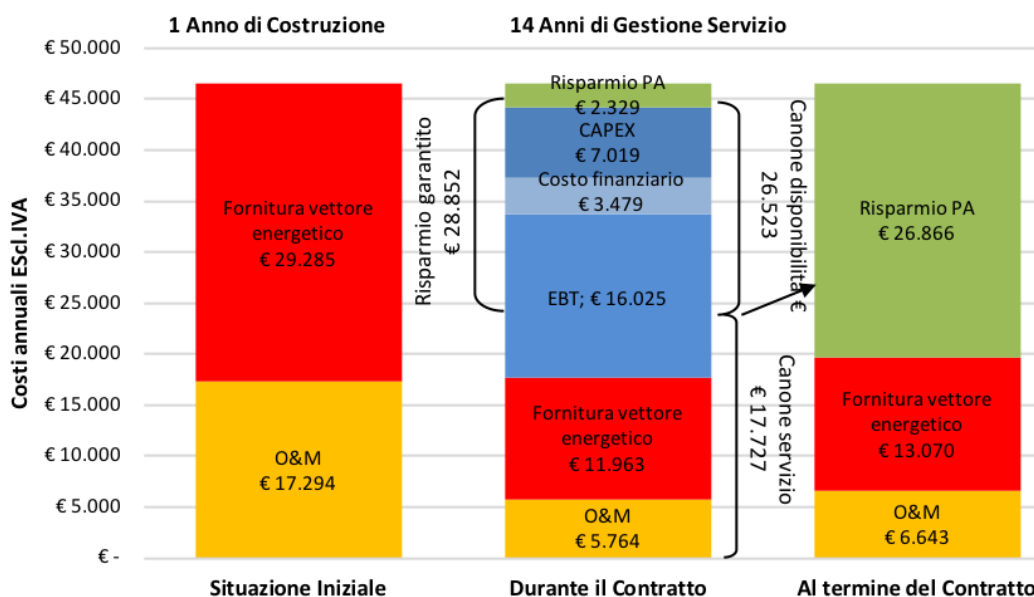 1 Anno di Costruzione
14 Anni di Gestione Servizio
Costi annuali EScl.IVA
€ 50.000
€ 45.000
€ 40.000
€ 35.000
€ 30.000
€ 25.000
€ 20.000
€ 15.000
€ 10.000
€ 5.000
€ -
Fornitura vettore
energetico
€ 29.285
O&M
€ 17.294
Situazione Iniziale
Risparmio garantito
€ 28.852
Risparmio PA
€ 2.329
CAPEX
€ 7.019
Costo finanziario
€ 3.479
EBT; € 16.025
Fornitura vettore
energetico
€ 11.963
O&M
€ 5.764
Durante il Contratto
Canone disponibilità €
26.523
Canone servizio
€ 17.727
Risparmio PA
€ 26.866
Fornitura vettore
energetico
€ 13.070
O&M
€ 6.643
Al termine del Contratto